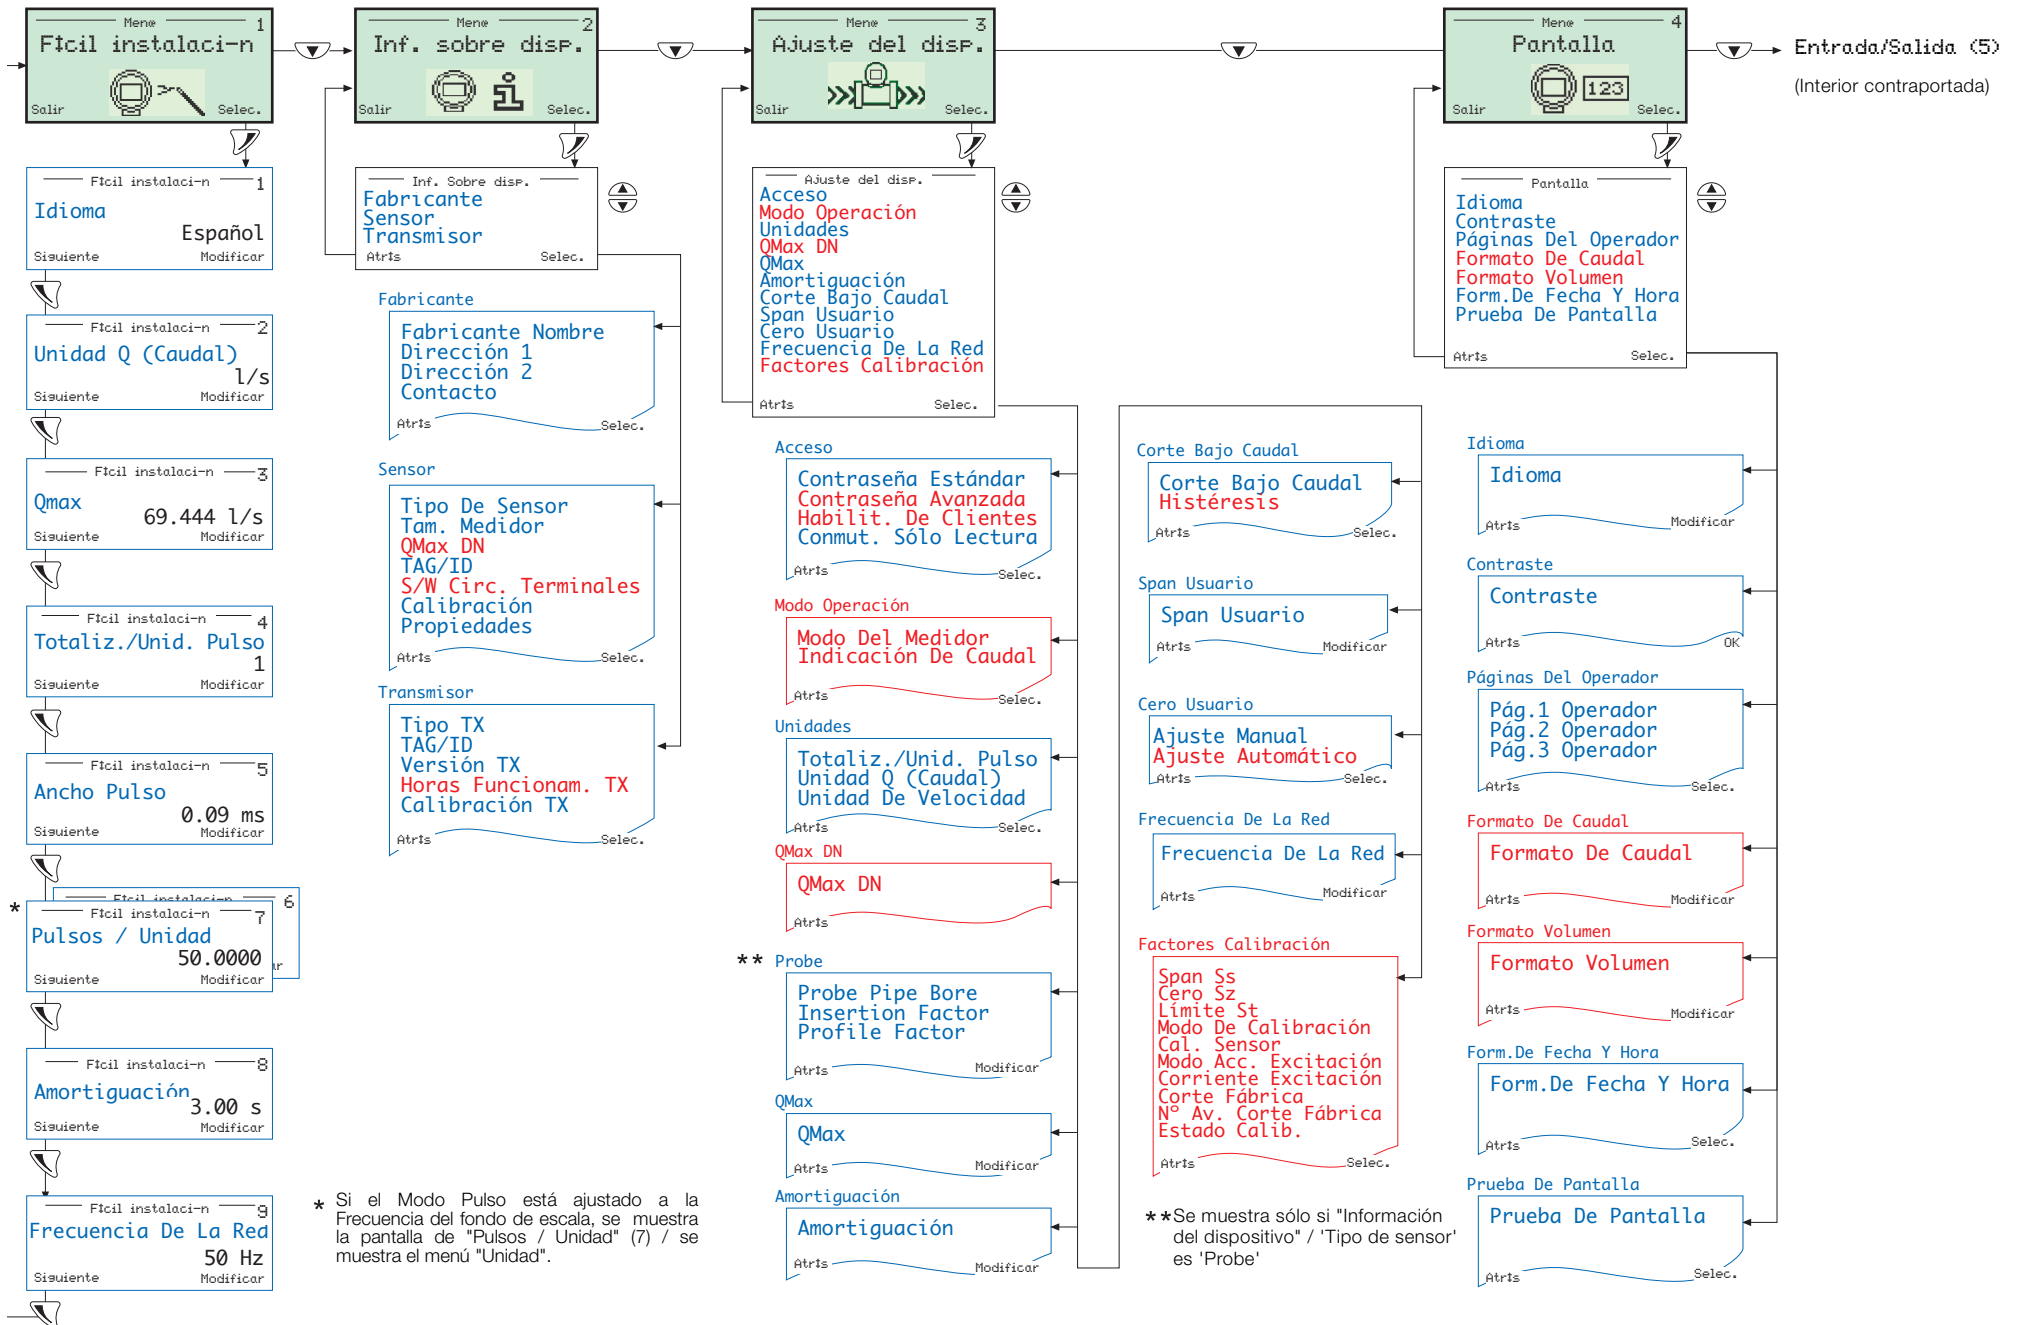 Menœ 1
F‡cil instalaci—n
Salir Selec.
Menœ 2
Inf. sobre disp.
Salir Selec.
Menœ 3
Ajuste del disp.
Salir Selec.
Menœ 4
Pantalla
123
Salir Selec.
Entrada/Salida (5)
(Interior contraportada)
F‡cil instalaci—n 1
Idioma
Español
Siguiente Modificar
F‡cil instalaci—n 2
Unidad Q (Caudal)
l/s
Siguiente Modificar
F‡cil instalaci—n 3
Qmax
69.444 l/s
Siguiente Modificar
F‡cil instalaci—n 4
Totaliz./Unid. Pulso
1
Siguiente Modificar
F‡cil instalaci—n 5
Ancho Pulso
0.09 ms
Siguiente Modificar
F‡cil instalaci—n 6
*
F‡cil instalaci—n 7
Pulsos / Unidad
50.0000
ar
Siguiente Modificar
F‡cil instalaci—n 8
Amortiguación
3.00 s
Siguiente Modificar
F‡cil instalaci—n 9
Frecuencia De La Red
50 Hz
Siguiente Modificar
Inf. Sobre disp.
Fabricante
Sensor
Transmisor
Atr‡s Selec.
Fabricante
Fabricante Nombre
Dirección 1
Dirección 2
Contacto
Atr‡s Selec.
Sensor
Tipo De Sensor
Tam. Medidor
QMax DN
TAG/ID
S/W Circ. Terminales
Calibración
Propiedades
Atr‡s Selec.
Transmisor
Tipo TX
TAG/ID
Versión TX
Horas Funcionam. TX
Calibración TX
Atr‡s Selec.
* Si el Modo Pulso está ajustado a la
Frecuencia del fondo de escala, se muestra
la pantalla de "Pulsos / Unidad" (7) / se
muestra el menú "Unidad".
Ajuste del disp.
Acceso
Modo Operación
Unidades
QMax DN
QMax
Amortiguación
Corte Bajo Caudal
Span Usuario
Cero Usuario
Frecuencia De La Red
Factores Calibración
Atr‡s Selec.
Acceso
Contraseña Estándar
Contraseña Avanzada
Habilit. De Clientes
Conmut. Sólo Lectura
Atr‡s Selec.
Modo Operación
Modo Del Medidor
Indicación De Caudal
Atr‡s Selec.
Unidades
Totaliz./Unid. Pulso
Unidad Q (Caudal)
Unidad De Velocidad
Atr‡s Selec.
QMax DN
QMax DN
Atr‡s
** Probe
Probe Pipe Bore
Insertion Factor
Profile Factor
Atr‡s Modificar
QMax
QMax
Atr‡s Modificar
Amortiguación
Amortiguación
Atr‡s Modificar
Corte Bajo Caudal
Corte Bajo Caudal
Histéresis
Atr‡s Selec.
Span Usuario
Span Usuario
Atr‡s Modificar
Cero Usuario
Ajuste Manual
Ajuste Automático
Atr‡s Selec.
Frecuencia De La Red
Frecuencia De La Red
Atr‡s Modificar
Factores Calibración
Span Ss
Cero Sz
Límite St
Modo De Calibración
Cal. Sensor
Modo Acc. Excitación
Corriente Excitación
Corte Fábrica
Nº Av. Corte Fábrica
Estado Calib.
Atr‡s Selec.
**Se muestra sólo si "Información
del dispositivo" / 'Tipo de sensor'
es 'Probe'
Pantalla
Idioma
Contraste
Páginas Del Operador
Formato De Caudal
Formato Volumen
Form.De Fecha Y Hora
Prueba De Pantalla
Atr‡s Selec.
Idioma
Idioma
Atr‡s Modificar
Contraste
Contraste
Atr‡s OK
Páginas Del Operador
Pág.1 Operador
Pág.2 Operador
Pág.3 Operador
Atr‡s Selec.
Formato De Caudal
Formato De Caudal
Atr‡s Modificar
Formato Volumen
Formato Volumen
Atr‡s Modificar
Form.De Fecha Y Hora
Form.De Fecha Y Hora
Atr‡s Selec.
Prueba De Pantalla
Prueba De Pantalla
Atr‡s Selec.